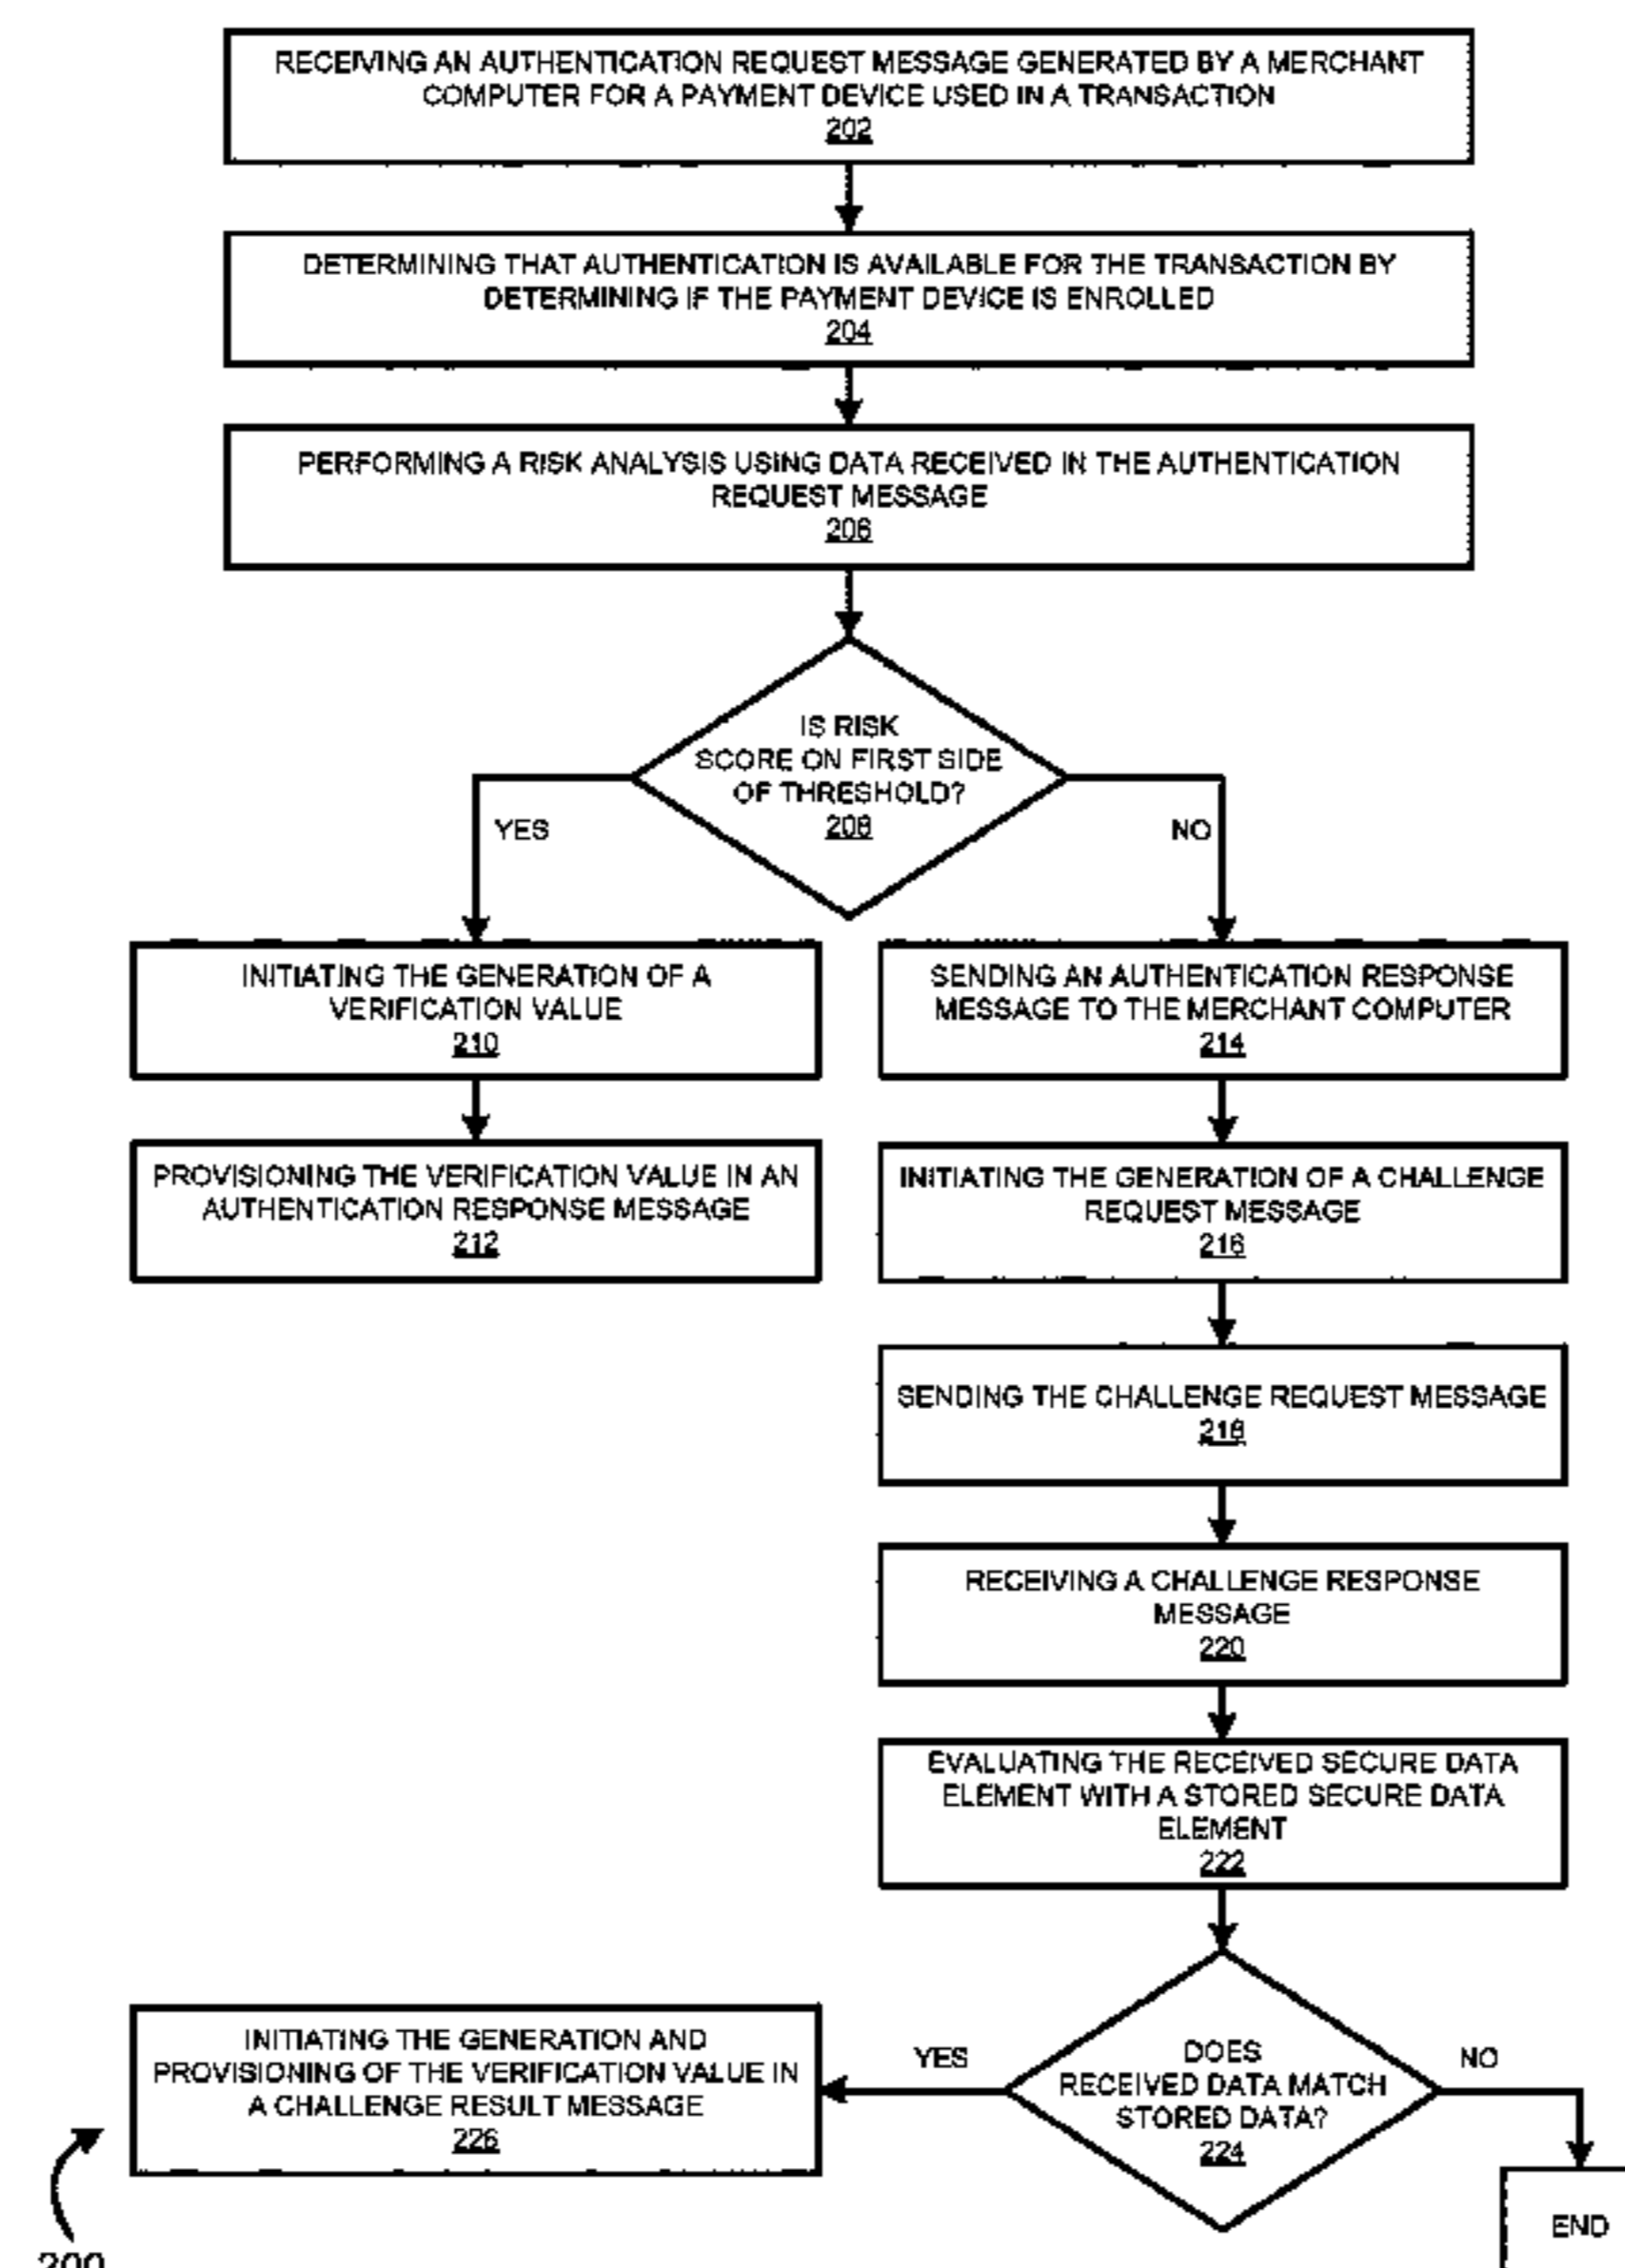 RECEIVING AN AUTHENTICATION REQUEST MESSAGE GENERATED BY A MERCHANT
COMPUTER FOR A PAYMENT DEVICE USED IN A TRANSACTION
202
DETERMINING THAT AUTHENTICATION IS AVAILABLE FOR THE TRANSACTION BY
DETERMINING IF THE PAYMENT DEVICE IS ENROLLED
204
PERFORMING A RISK ANALYSIS USING DATA RECEIVED IN THE AUTHENTICATION
REQUEST MESSAGE
206
IS RISK
SCORE ON FIRST SIDE
OF THRESHOLD?
208
YES
NO
INITIATING THE GENERATION OF A
VERIFICATION VALUE
210
SENDING AN AUTHENTICATION RESPONSE
MESSAGE TO THE MERCHANT COMPUTER
214
PROVISIONING THE VERIFICATION VALUE IN AN
AUTHENTICATION RESPONSE MESSAGE
212
INITIATING THE GENERATION OF A CHALLENGE
REQUEST MESSAGE
216
SENDING THE CHALLENGE REQUEST MESSAGE
218
RECEIVING A CHALLENGE RESPONSE
MESSAGE
220
EVALUATING THE RECEIVED SECURE DATA
ELEMENT WITH A STORED SECURE DATA
ELEMENT
222
DOES
RECEIVED DATA MATCH
STORED DATA?
224
YES
NO
INITIATING THE GENERATION AND
PROVISIONING OF THE VERIFICATION VALUE IN
A CHALLENGE RESULT MESSAGE
226
END
200